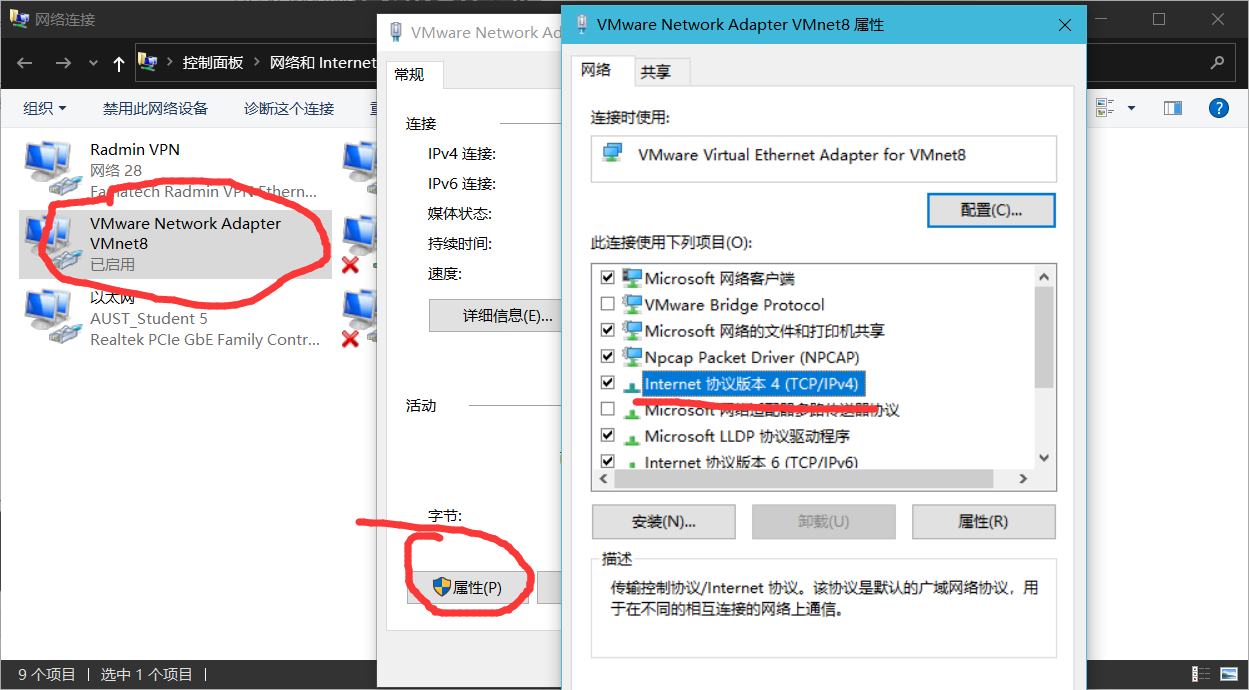 网络连接
控制面板 > 网络和 Internet
组织
禁用此网络设备
诊断这个连接
Radmin VPN
网络 28
Famatech Radmin VPN Ethern...
VMware Network Adapter
VMnet8
已启用
以太网
AUST_Student 5
Realtek PCIe GbE Family Contr...
9 个项目
选中 1 个项目
VMware Network Ad
常规
连接
IPv4 连接:
IPv6 连接:
媒体状态:
持续时间:
速度:
详细信息(E)...
活动
字节:
属性(P)
VMware Network Adapter VMnet8 属性
网络
共享
连接时使用:
VMware Virtual Ethernet Adapter for VMnet8
配置(C)...
此连接使用下列项目(O):
Microsoft 网络客户端
VMware Bridge Protocol
Microsoft 网络的文件和打印机共享
Npcap Packet Driver (NPCAP)
Internet 协议版本 4 (TCP/IPv4)
Microsoft 网络适配器多路传送器协议
Microsoft LLDP 协议驱动程序
Internet 协议版本 6 (TCP/IPv6)
安装(N)...
卸载(U)
属性(R)
描述
传输控制协议/Internet 协议。该协议是默认的广域网络协议，用
于在不同的相互连接的网络上通信。